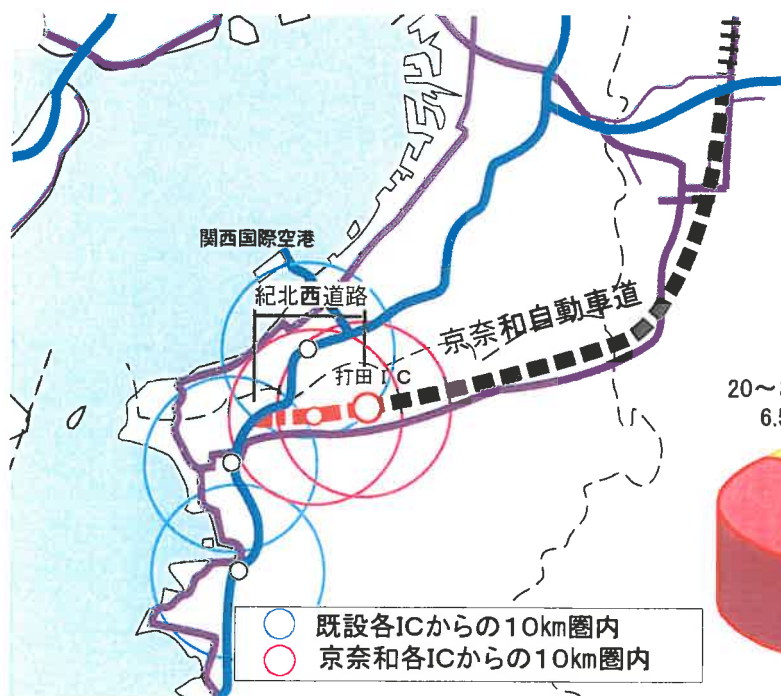 関西国際空港
紀北西道路
京奈和自動車道
打田IC
20～
6.5
既設各ICからの10km圏内
京奈和各ICからの10km圏内